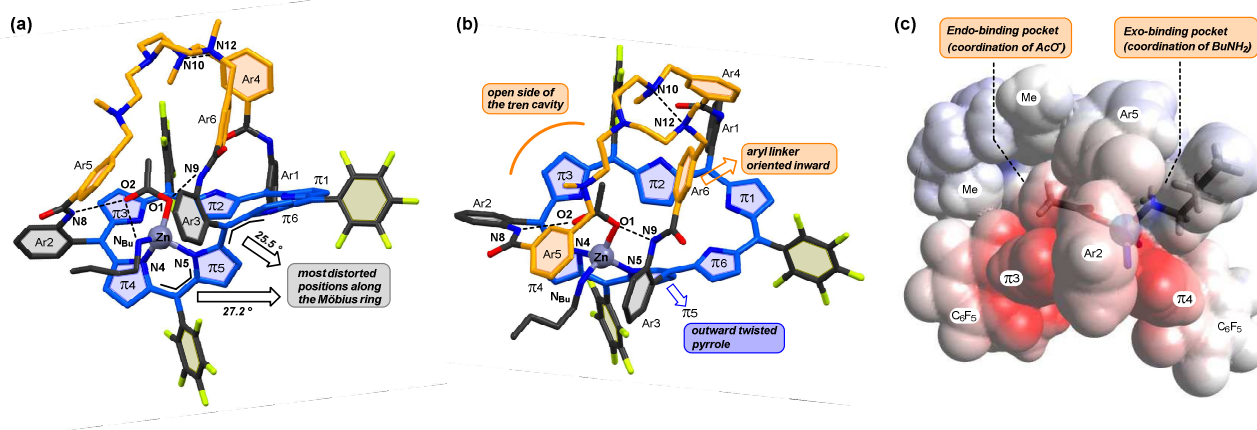 (a)
N12
N10
Ar4
Ar6
Ar5
N9
O2
Ar1
π1
N8
π3
O1
π2
Ar3
π6
Ar2
NBu
Zn
25.5 °
N4
N5
π5
π4
most distorted
positions along
the Möbius ring
27.2 °
(b)
Ar4
open side of
the tren cavity
N10
N12
Ar1
aryl linker
oriented inward
π3
π2
Ar6
π1
Ar2
O2
O1
N8
N4
N9
Ar5
Zn
N5
π6
π4
NBu
π5
Ar3
outward twisted
pyrrole
(c)
Endo-binding pocket
(coordination of AcO-)
Exo-binding pocket
(coordination of BuNH2)
Me
Ar5
Me
Ar2
π3
π4
C6F5
C6F5